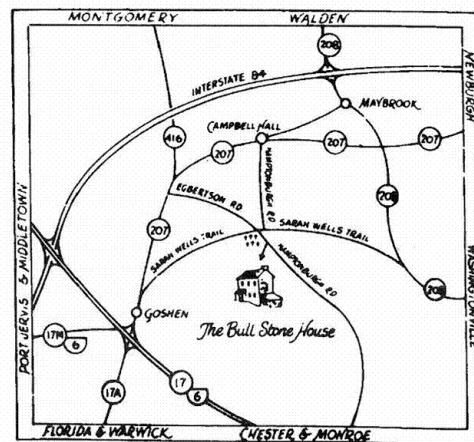 MONTGOMERY
WALDEN
208
NEWBURGH
INTERSTATE 84
MAYBROOK
CAMPBELL HALL
416
207
207
207
HAMPTONBURGH RD
EGBERTSON RD
208
207
SARAH WELLS TRAIL
SARAH WELLS TRAIL
HAMPTONBURGH RD
PORT JERVIS & MIDDLETOWN
WASHINGTONVILLE
208
GOSHEN
The Bull Stone House
17M
6
17A
17
6
FLORIDA & WARWICK
CHESTER & MONROE